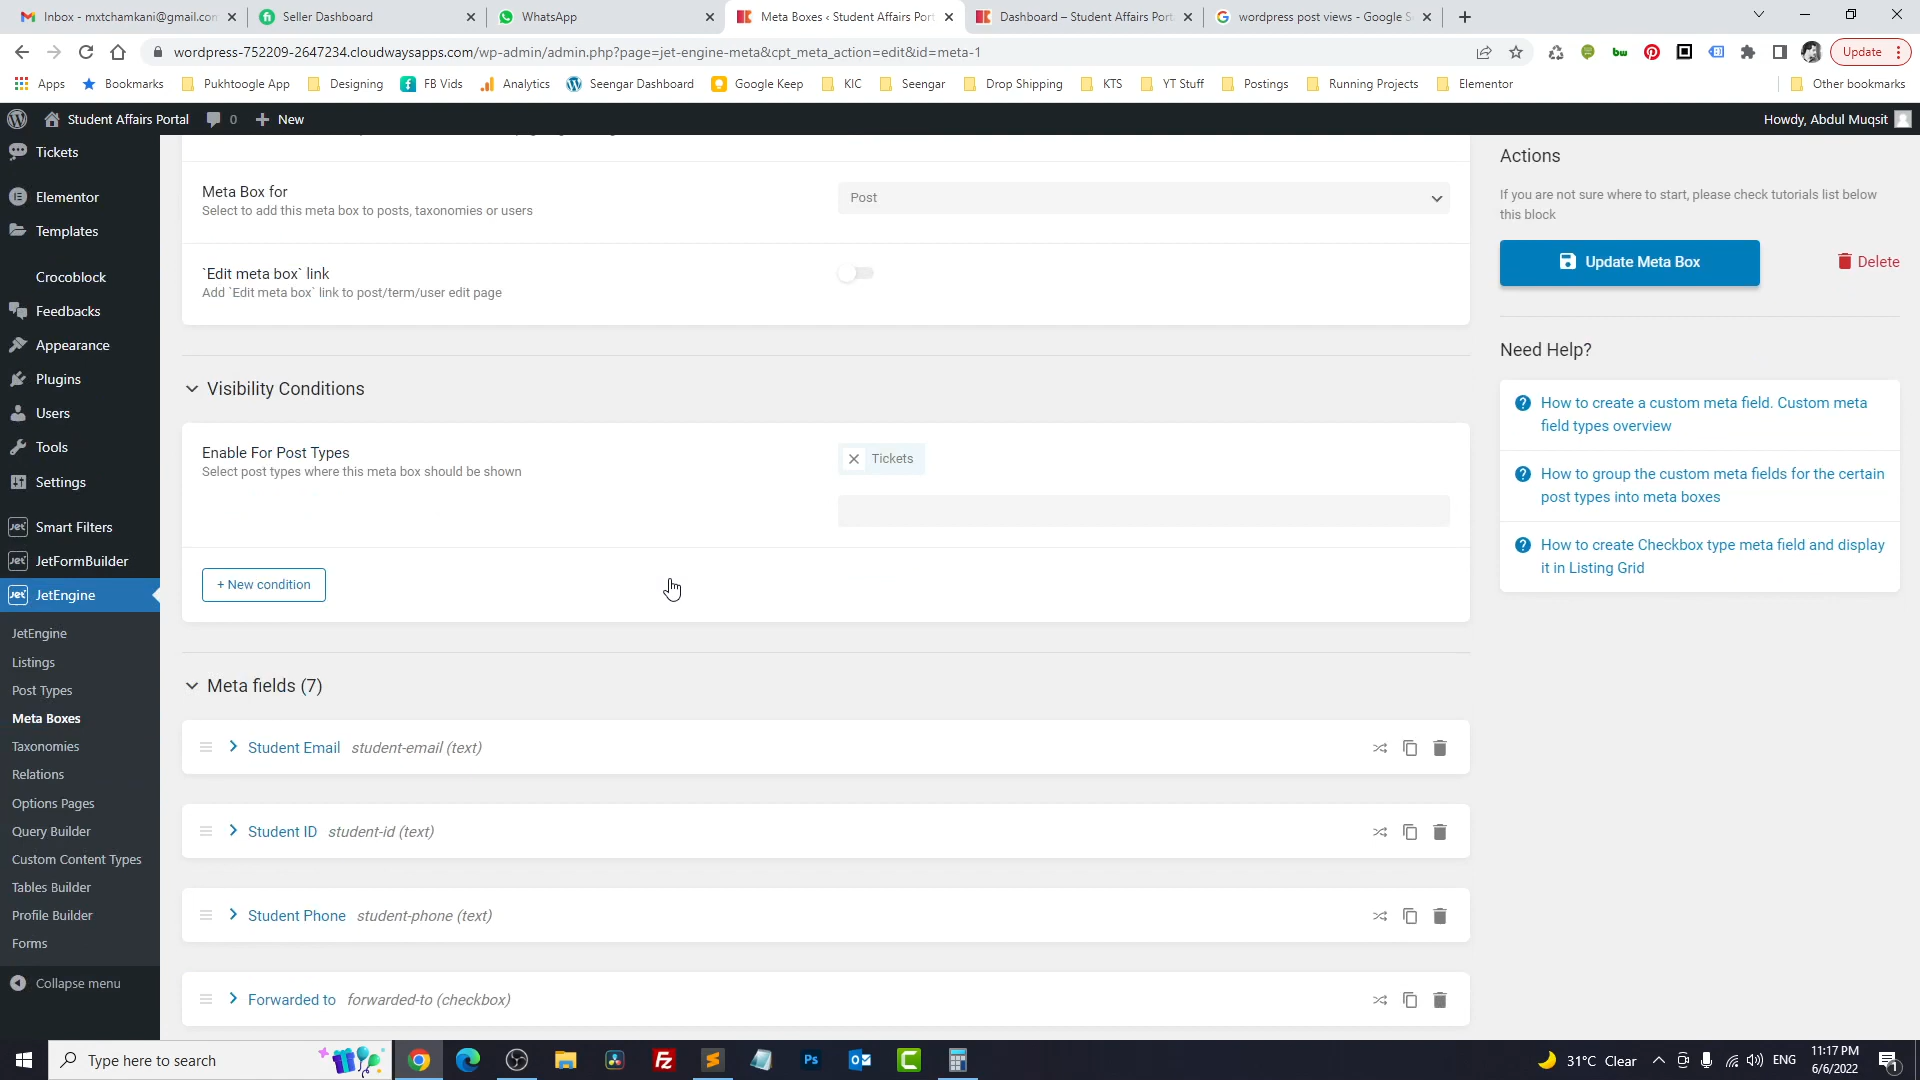 Inbox - mxtchamkani@gmail.con
Seller Dashboard
WhatsApp
Meta Boxes ‹ Student Affairs Port
Dashboard – Student Affairs Port
wordpress post views - Google S
wordpress-752209-2647234.cloudwaysapps.com/wp-admin/admin.php?page=jet-engine-meta&cpt_meta_action=edit&id=meta-1
Update
Apps
Bookmarks
Pukhtoogle App
Designing
FB Vids
Analytics
Seengar Dashboard
Google Keep
KIC
Seengar
Drop Shipping
KTS
YT Stuff
Postings
Running Projects
Elementor
Other bookmarks
Student Affairs Portal
0
New
Howdy, Abdul Muqsit
Tickets
Elementor
Templates
Crocoblock
Feedbacks
Appearance
Plugins
Users
Tools
Settings
Smart Filters
JetFormBuilder
JetEngine
JetEngine
Listings
Post Types
Meta Boxes
Taxonomies
Relations
Options Pages
Query Builder
Custom Content Types
Tables Builder
Profile Builder
Forms
Collapse menu
Meta Box for
Select to add this meta box to posts, taxonomies or users
Post
`Edit meta box` link
Add `Edit meta box` link to post/term/user edit page
Visibility Conditions
Enable For Post Types
Select post types where this meta box should be shown
Tickets
+ New condition
Meta fields (7)
Student Email student-email (text)
Student ID student-id (text)
Student Phone student-phone (text)
Forwarded to forwarded-to (checkbox)
Actions
If you are not sure where to start, please check tutorials list below
this block
Update Meta Box
Delete
Need Help?
How to create a custom meta field. Custom meta
field types overview
How to group the custom meta fields for the certain
post types into meta boxes
How to create Checkbox type meta field and display
it in Listing Grid
Type here to search
31°C Clear
ENG
11:17 PM
6/6/2022
1